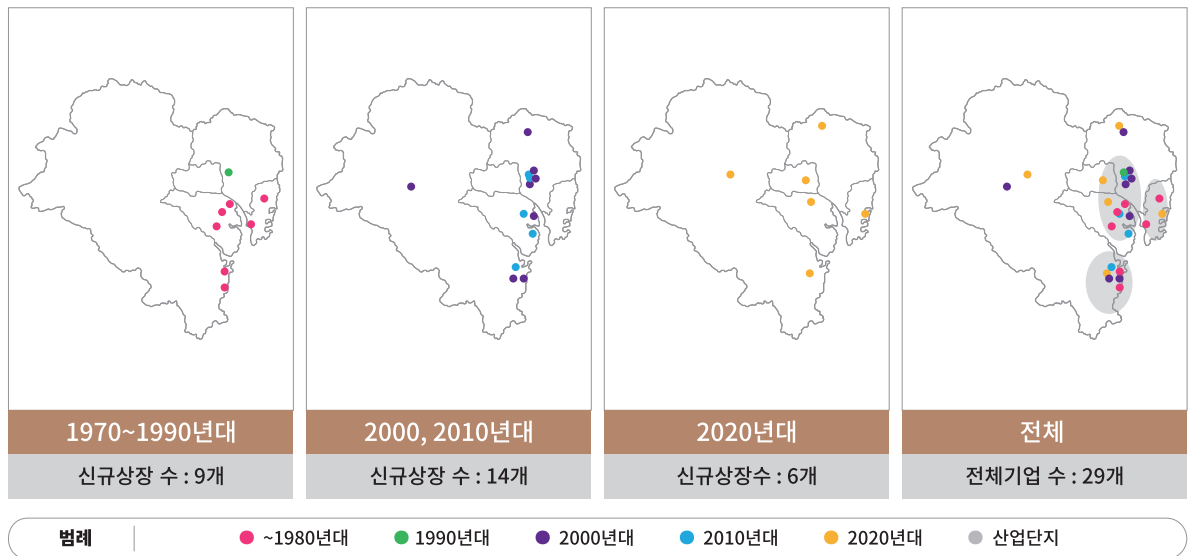 1970~1990년대
신규상장 수 : 9개
2000, 2010년대
신규상장 수 : 14개
2020년대
신규상장수 : 6개
전체
전체기업 수 : 29개
범례
~1980년대
1990년대
2000년대
2010년대
2020년대
산업단지